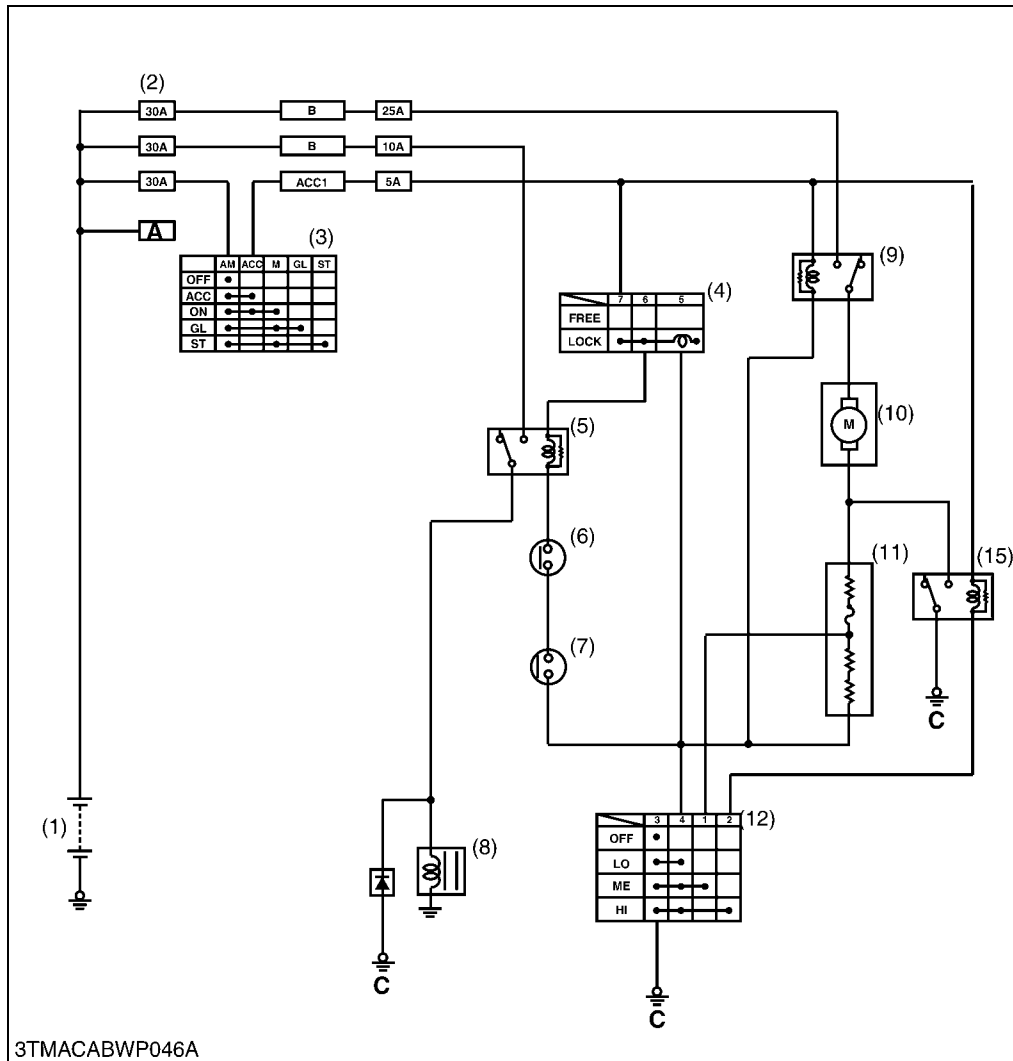 (2)
30A B 25A
30A B 10A
30A ACC1 5A
A
(3)
AM ACC M GL ST
OFF
ACC
ON
GL
ST
(9)
(4)
7 6 5
FREE
LOCK
(10)
M
(5)
(6)
(11)
(15)
(7)
C
(1)
(12)
3 4 1 2
OFF
LO
ME
HI
(8)
C
C
3TMACABWP046A